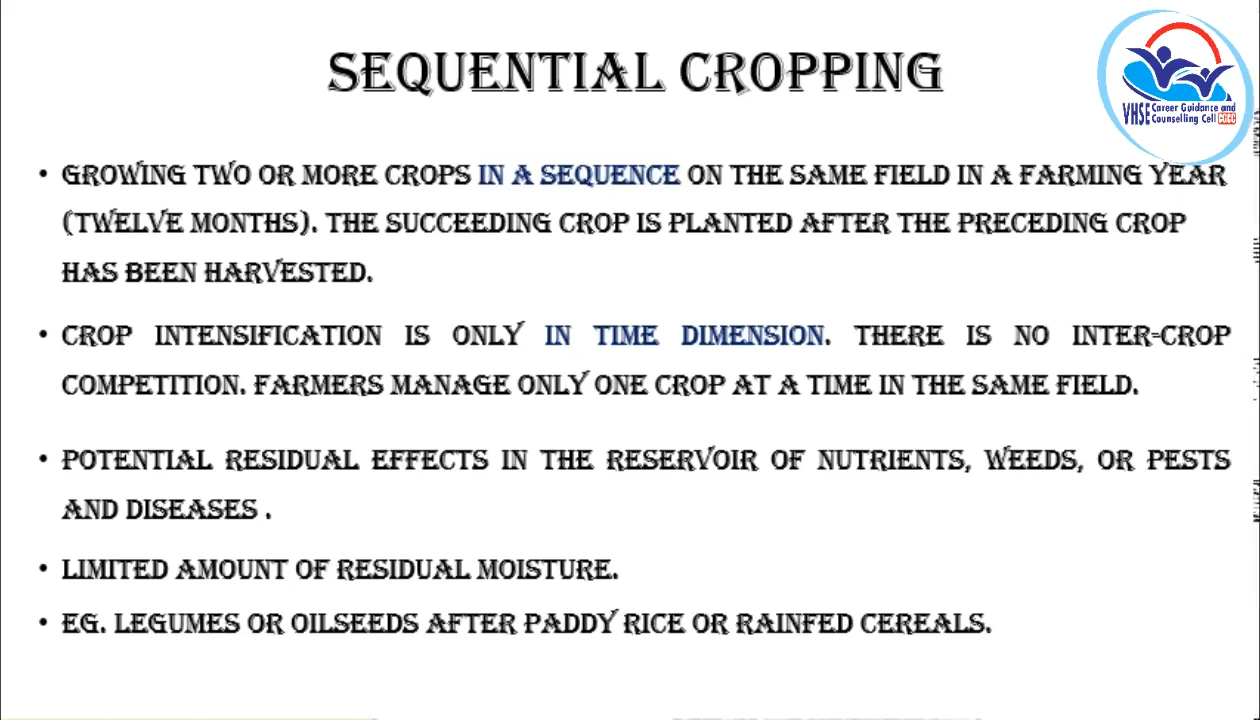 SEQUENTIAL CROPPING
VHSE Career Guidance and
Counselling Cell CGCC
• GROWING TWO OR MORE CROPS IN A SEQUENCE ON THE SAME FIELD IN A FARMING YEAR
(TWELVE MONTHS). THE SUCCEEDING CROP IS PLANTED AFTER THE PRECEDING CROP
HAS BEEN HARVESTED.
• CROP INTENSIFICATION IS ONLY IN TIME DIMENSION. THERE IS NO INTER-CROP
COMPETITION. FARMERS MANAGE ONLY ONE CROP AT A TIME IN THE SAME FIELD.
• POTENTIAL RESIDUAL EFFECTS IN THE RESERVOIR OF NUTRIENTS, WEEDS, OR PESTS
AND DISEASES .
• LIMITED AMOUNT OF RESIDUAL MOISTURE.
• EG. LEGUMES OR OILSEEDS AFTER PADDY RICE OR RAINFED CEREALS.